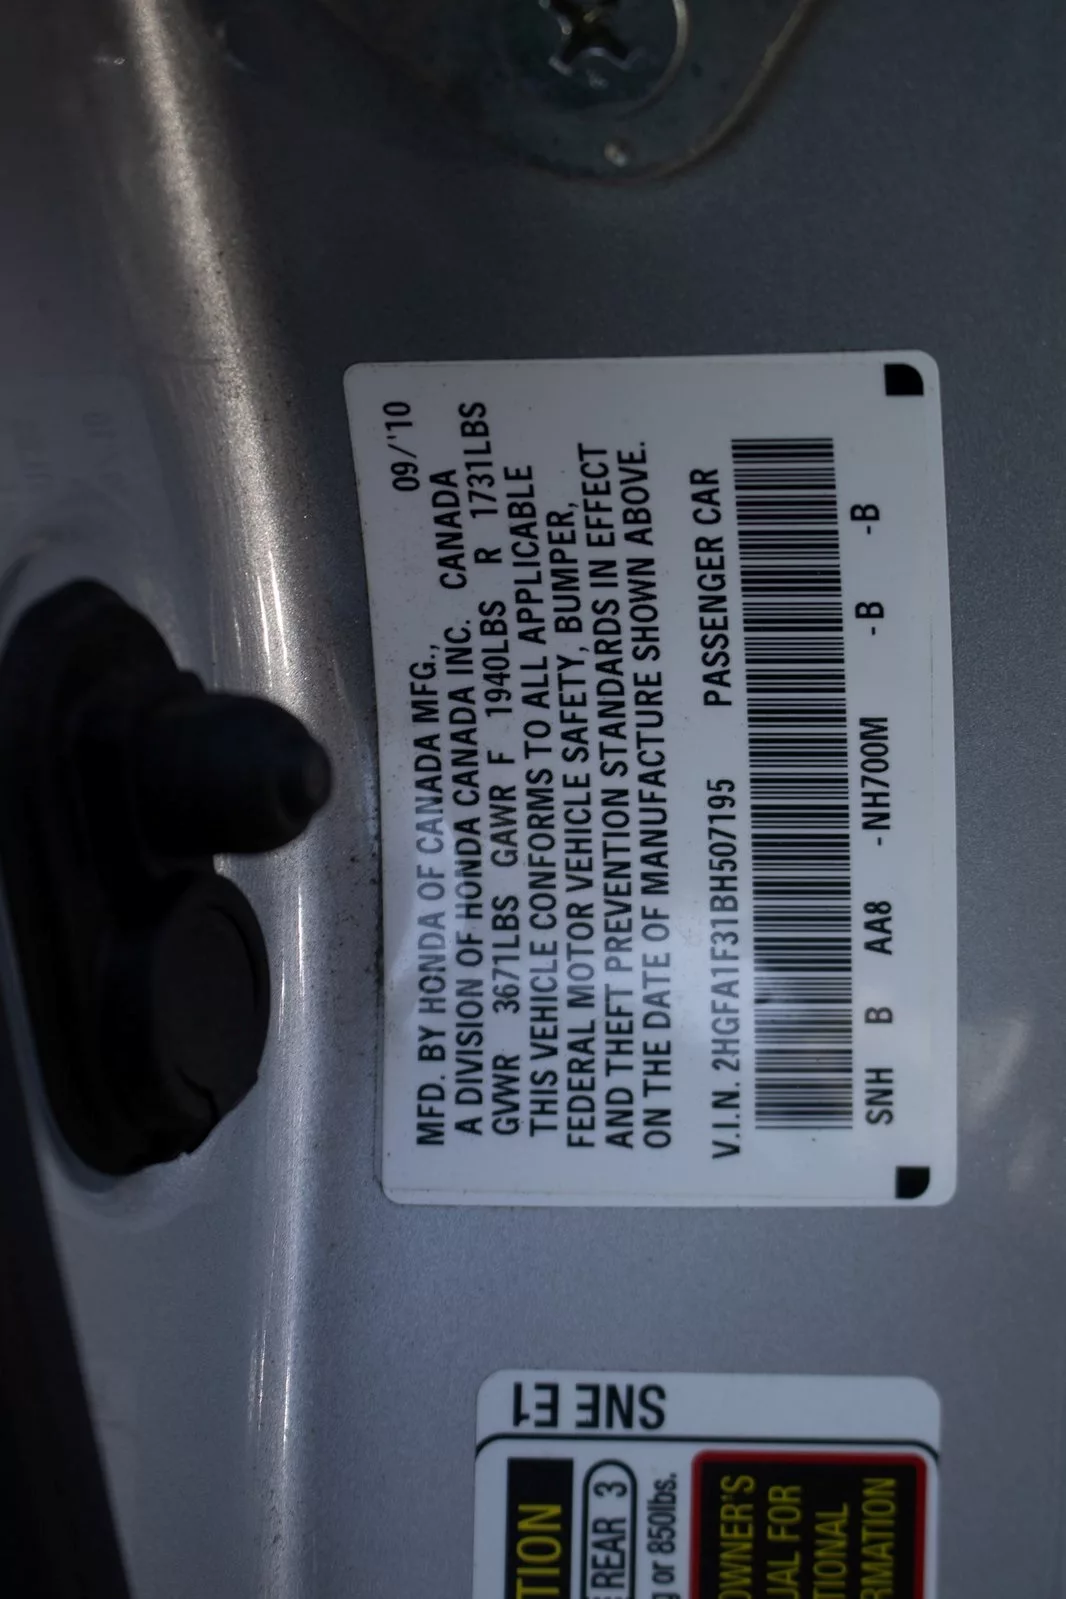 09/'10
MFD. BY HONDA OF CANADA MFG.,
A DIVISION OF HONDA CANADA INC. CANADA
GVWR 3671LBS GAWR F 1940LBS R 1731LBS
THIS VEHICLE CONFORMS TO ALL APPLICABLE
FEDERAL MOTOR VEHICLE SAFETY, BUMPER,
AND THEFT PREVENTION STANDARDS IN EFFECT
ON THE DATE OF MANUFACTURE SHOWN ABOVE.
V.I.N. 2HGFA1F31BH507195 PASSENGER CAR
SNH B AA8 -NH700M -B -B
SNE E1
TION
REAR 3
g or 850lbs.
OWNER'S
UAL FOR
TIONAL
RMATION